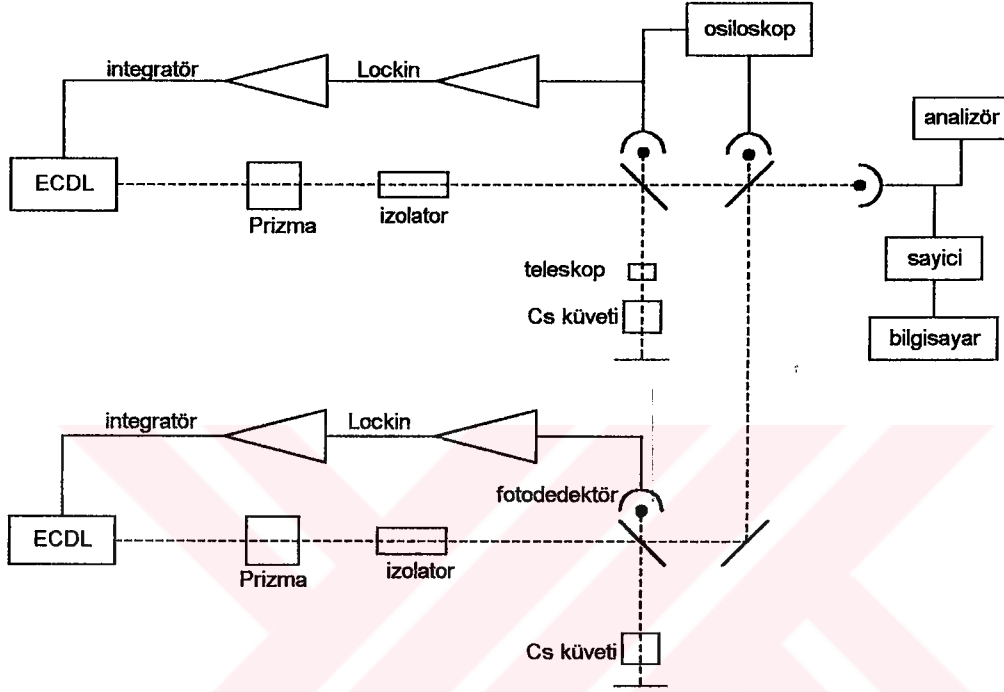 osiloskop
integratör
Lockin
analizör
ECDL
Prizma
izolator
sayici
teleskop
Cs küveti
bilgisayar
integratör
Lockin
fotodedektör
ECDL
Prizma
izolator
Cs küveti